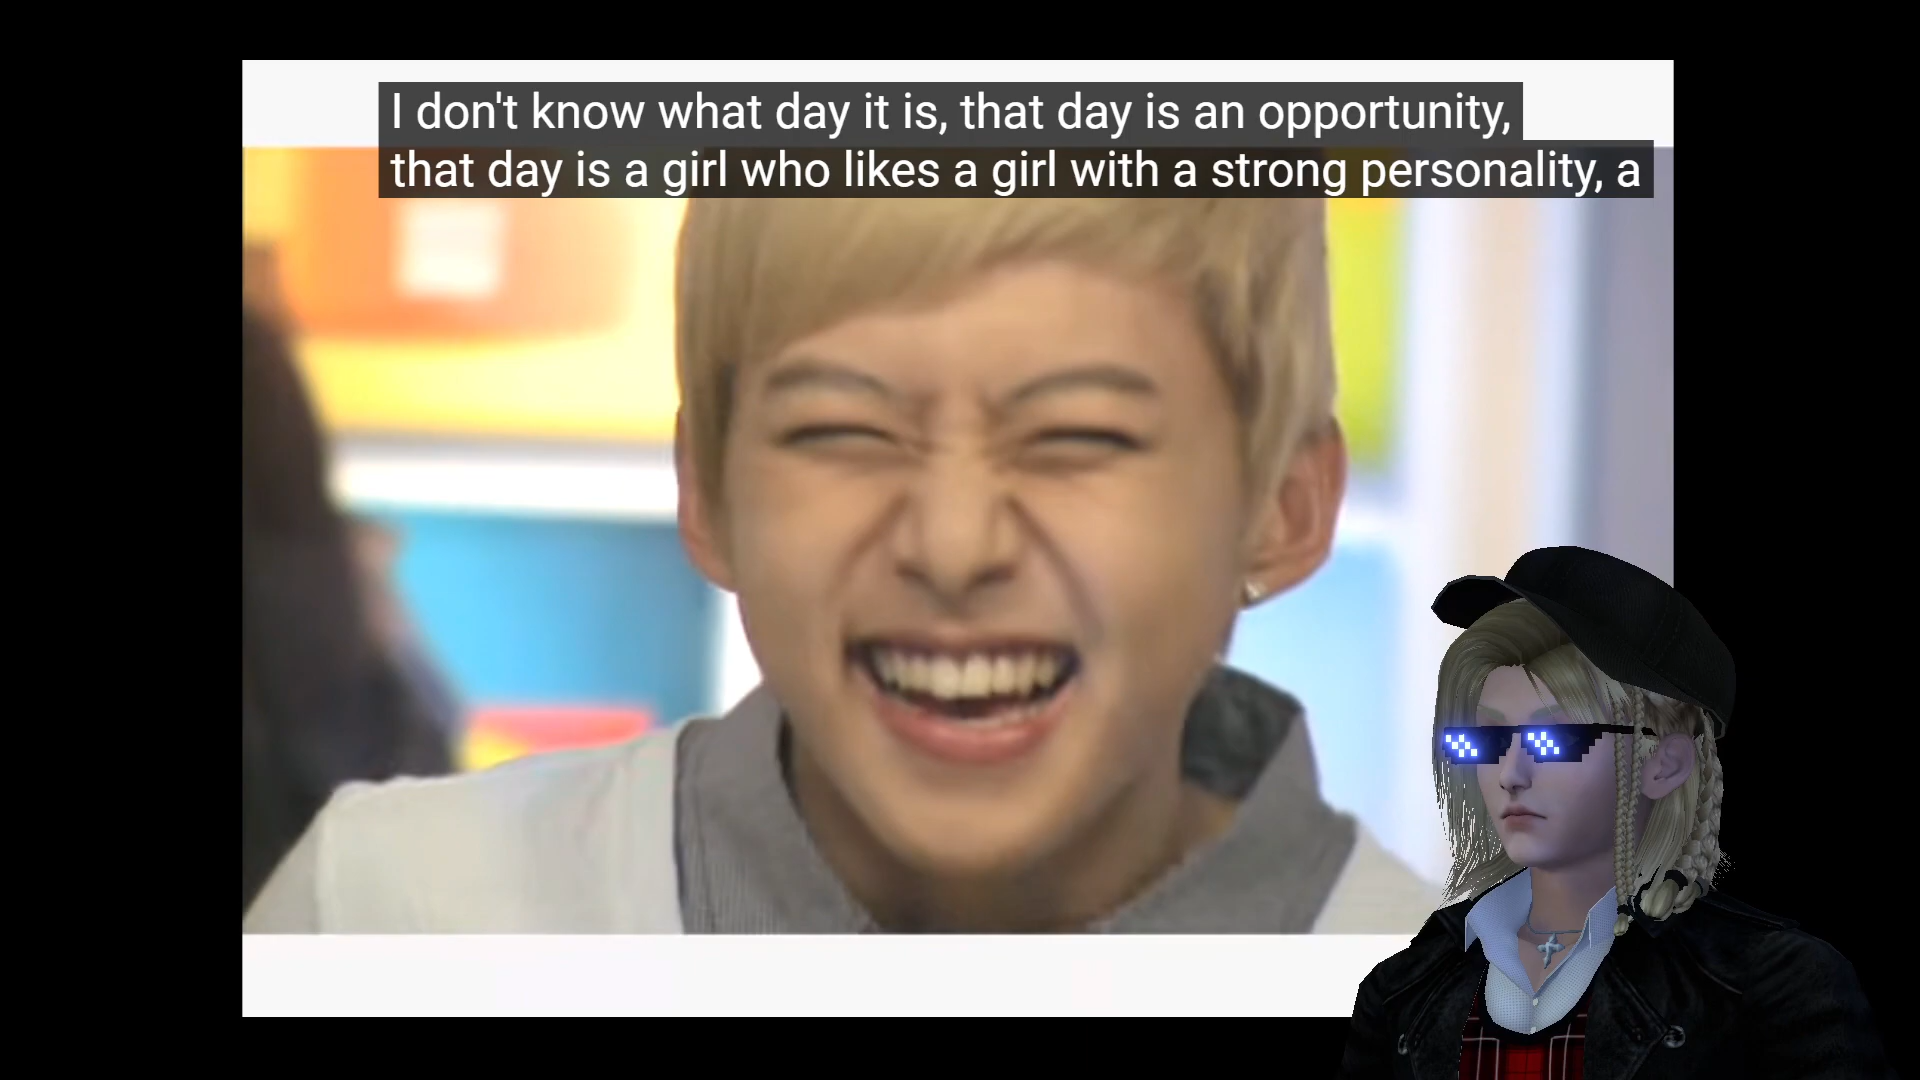 I don't know what day it is, that day is an opportunity,
that day is a girl who likes a girl with a strong personality, a